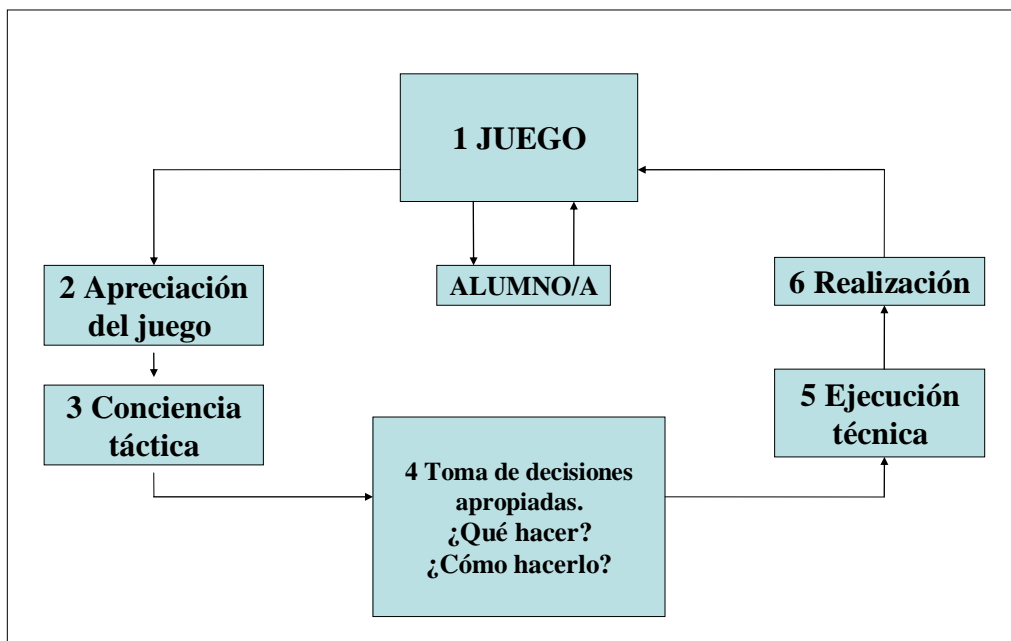 1 JUEGO
ALUMNO/A
2 Apreciación
del juego
3 Conciencia
táctica
4 Toma de decisiones
apropiadas.
¿Qué hacer?
¿Cómo hacerlo?
5 Ejecución
técnica
6 Realización